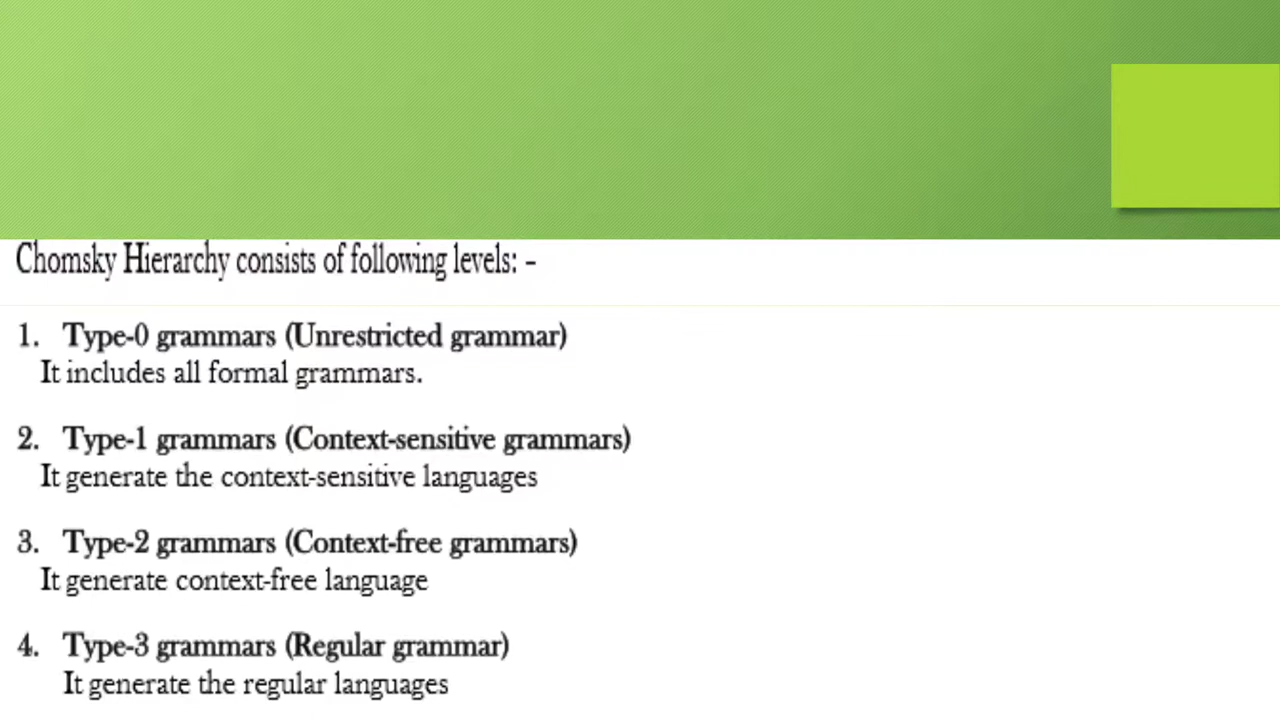 Chomsky Hierarchy consists of following levels: -
1. Type-0 grammars (Unrestricted grammar)
It includes all formal grammars.
2. Type-1 grammars (Context-sensitive grammars)
It generate the context-sensitive languages
3. Type-2 grammars (Context-free grammars)
It generate context-free language
4. Type-3 grammars (Regular grammar)
It generate the regular languages